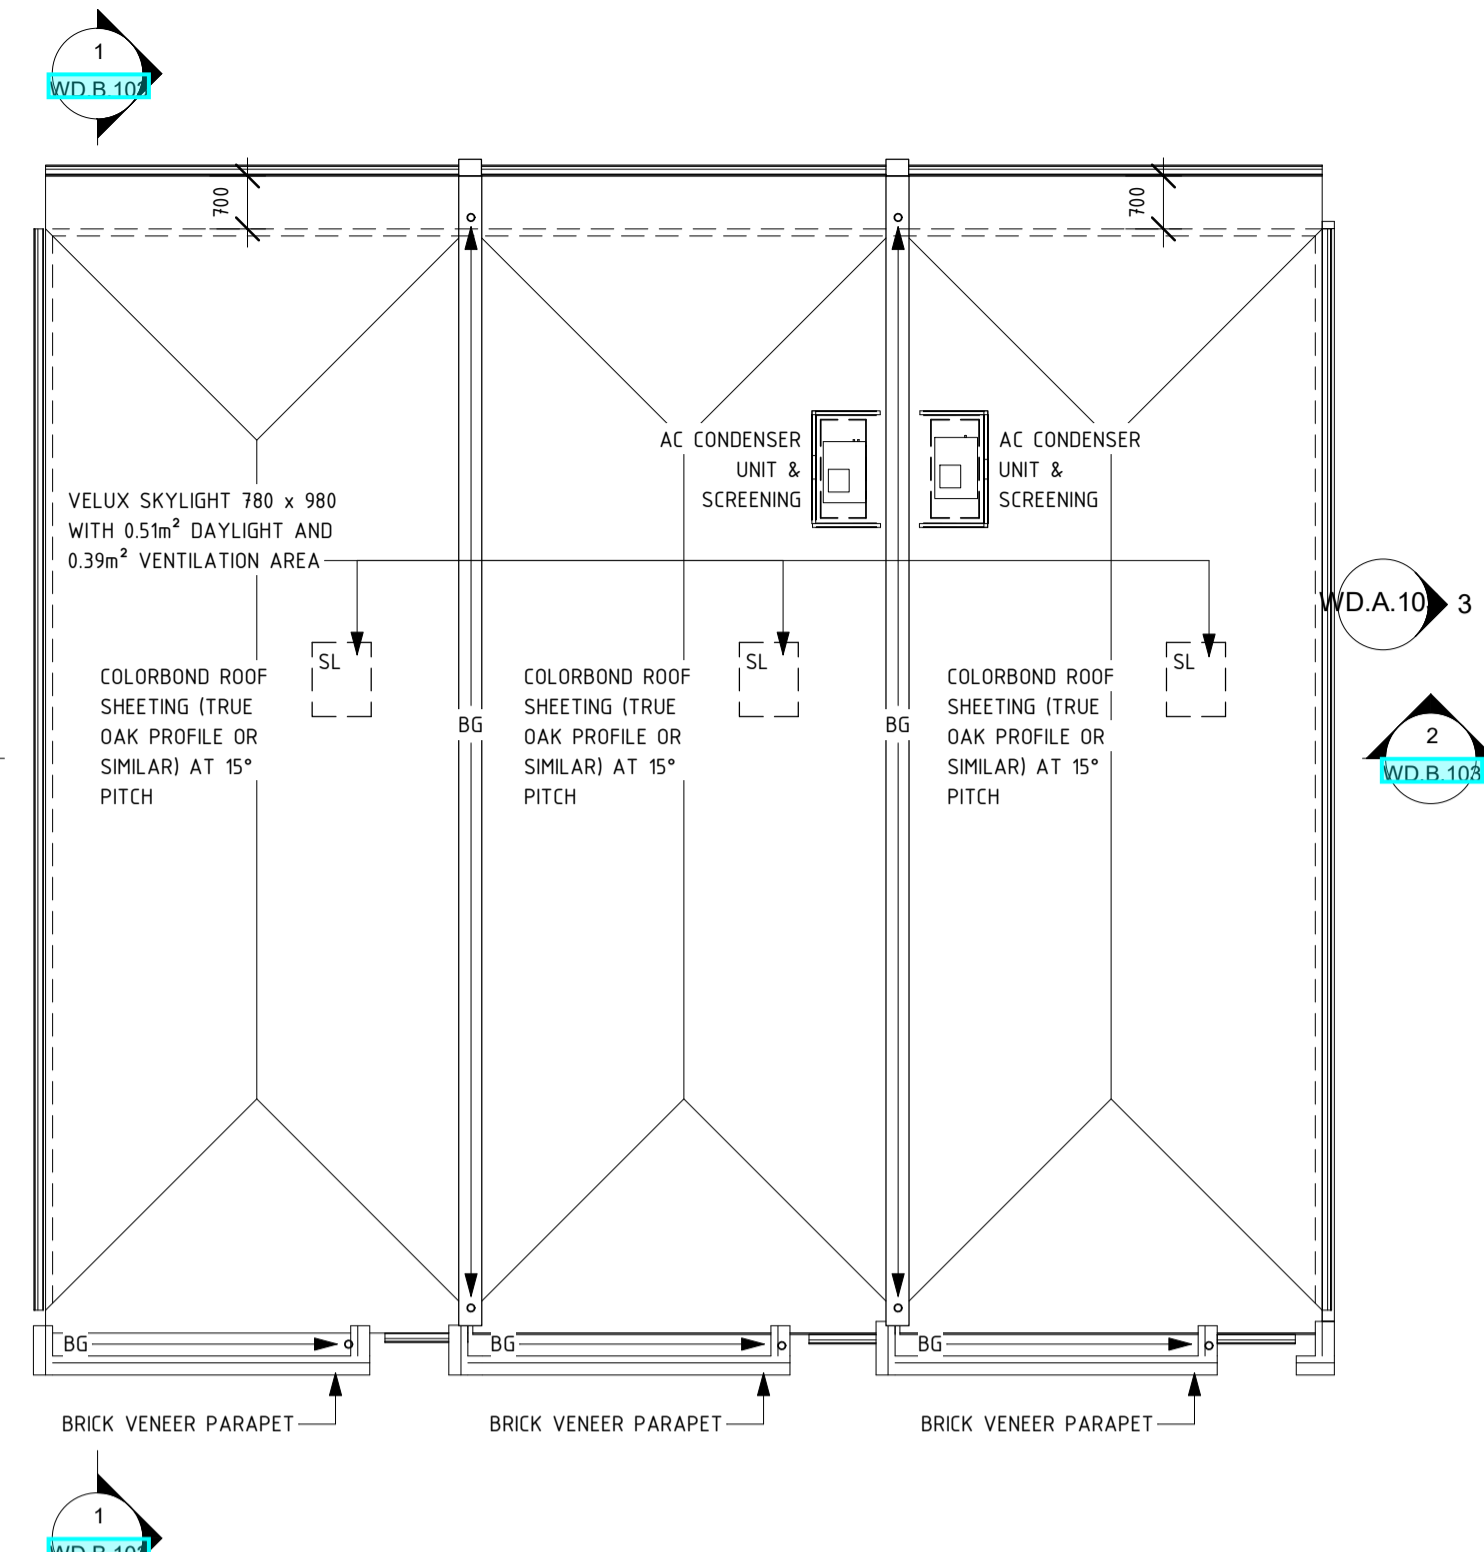 1
WD.B.103
700
700
AC CONDENSER
UNIT &
SCREENING
AC CONDENSER
UNIT &
SCREENING
VELUX SKYLIGHT 780 x 980
WITH 0.51m² DAYLIGHT AND
0.39m² VENTILATION AREA
WD.A.10
3
SL
SL
SL
COLORBOND ROOF
SHEETING (TRUE
OAK PROFILE OR
SIMILAR) AT 15°
PITCH
COLORBOND ROOF
SHEETING (TRUE
OAK PROFILE OR
SIMILAR) AT 15°
PITCH
COLORBOND ROOF
SHEETING (TRUE
OAK PROFILE OR
SIMILAR) AT 15°
PITCH
BG
BG
2
WD.B.103
BG
BG
BG
BRICK VENEER PARAPET
BRICK VENEER PARAPET
BRICK VENEER PARAPET
1